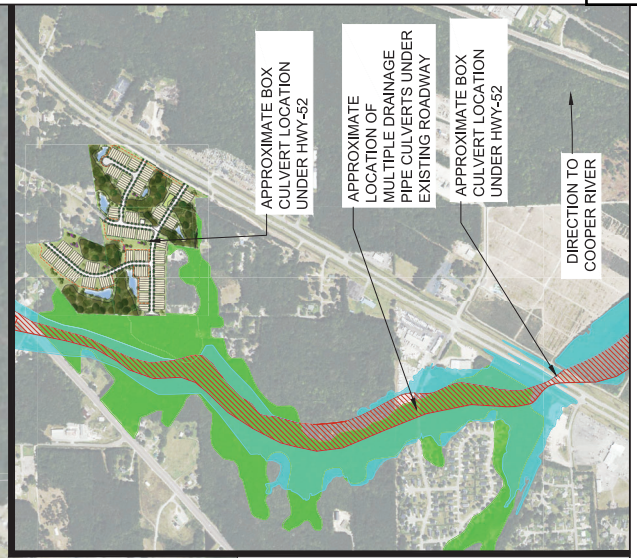 APPROXIMATE BOX
CULVERT LOCATION
UNDER HWY-52
APPROXIMATE
LOCATION OF
MULTIPLE DRAINAGE
PIPE CULVERTS UNDER
EXISTING ROADWAY
APPROXIMATE BOX
CULVERT LOCATION
UNDER HWY-52
DIRECTION TO
COOPER RIVER